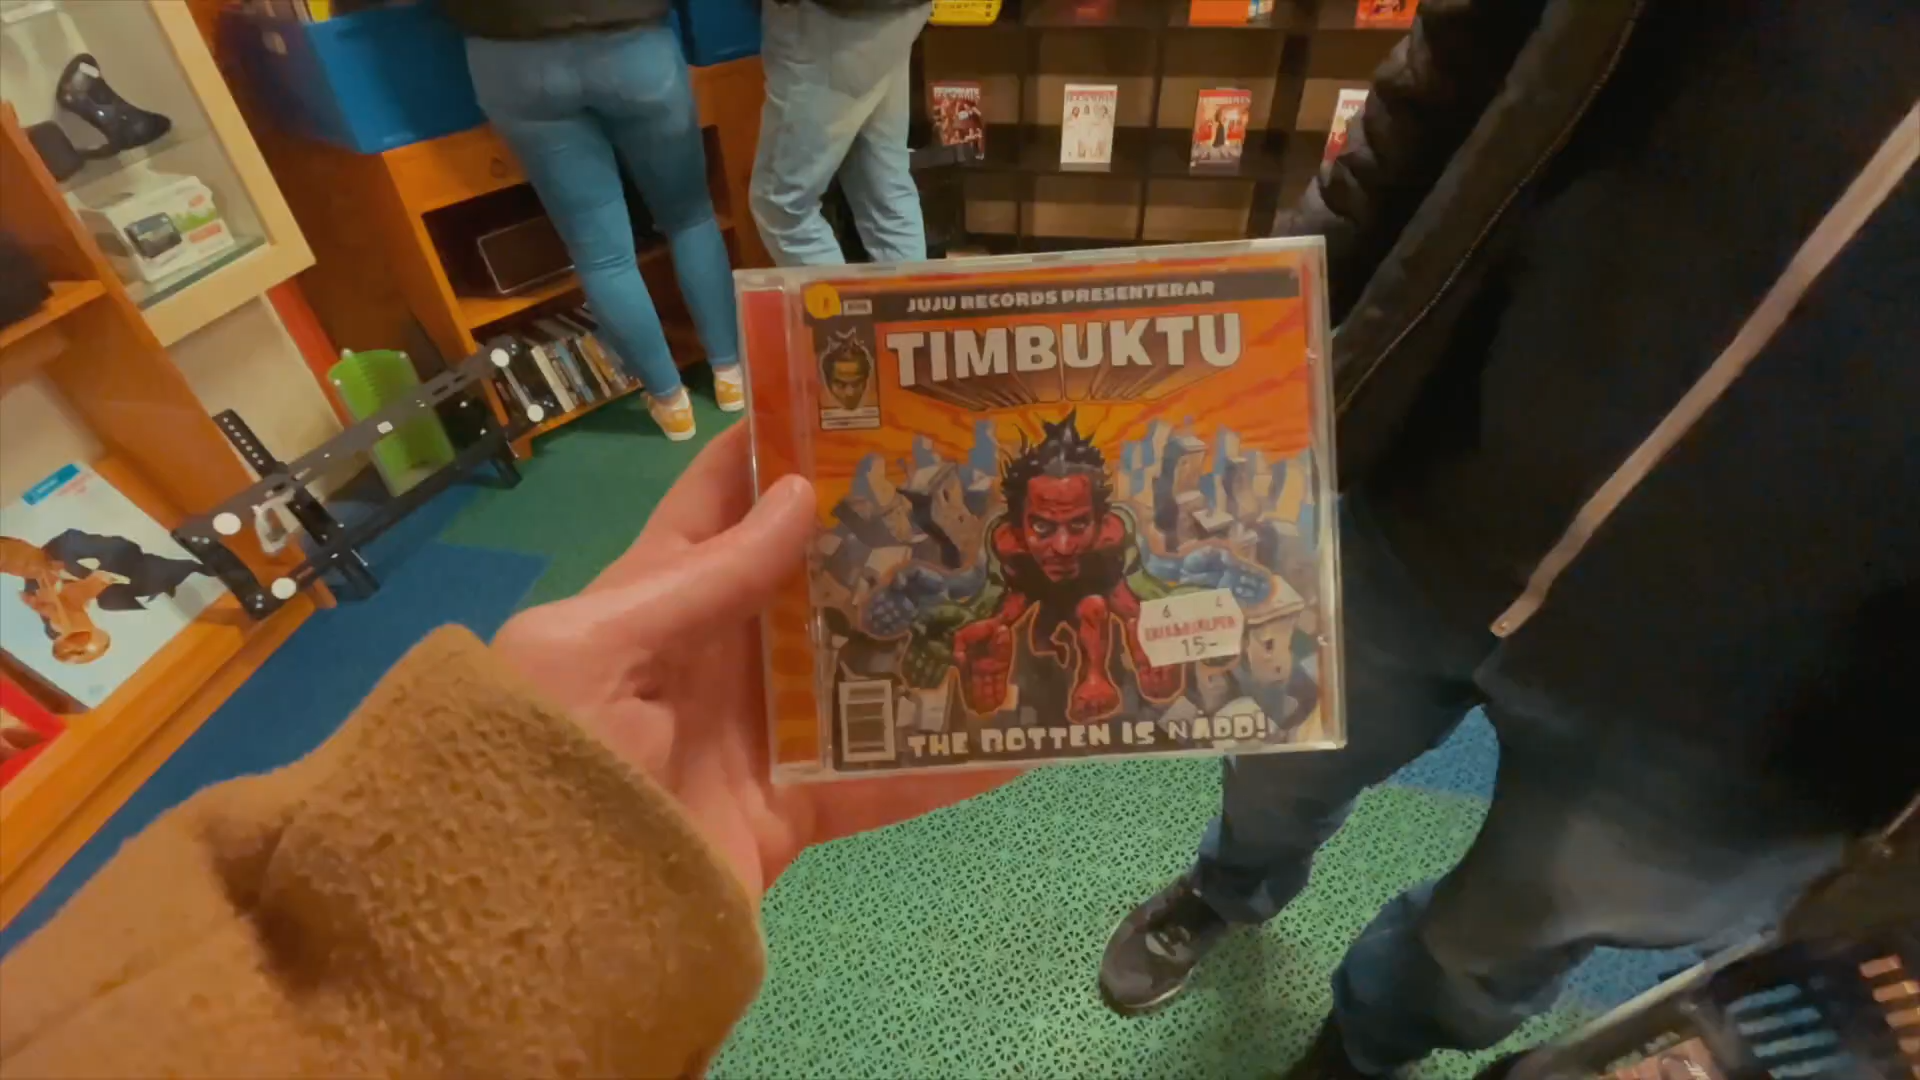 JUJU RECORDS PRESENTERAR
TIMBUKTU
15-
THE BOTTEN IS NÅDD!